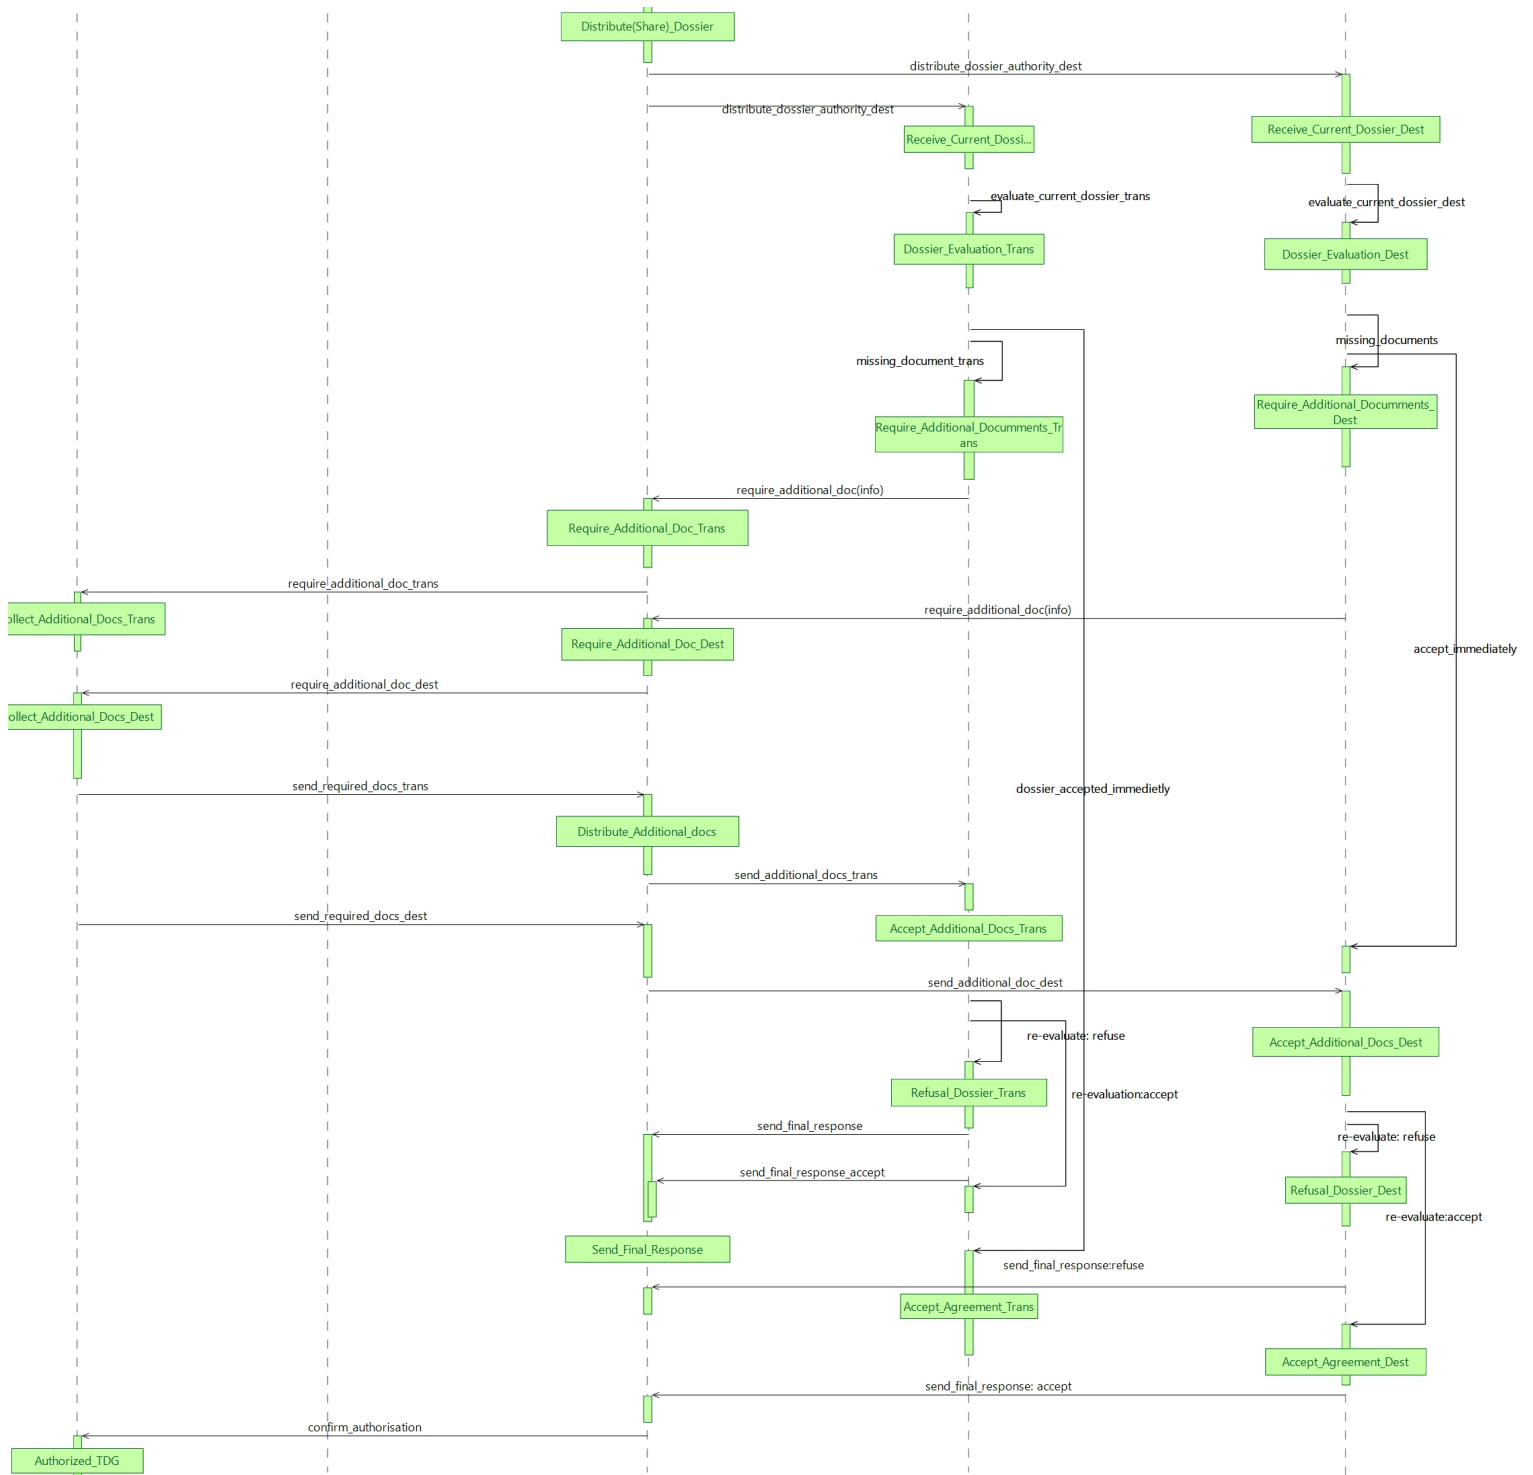 Distribute(Share)_Dossier
distribute_dossier_authority_dest
distribute_dossier_authority_dest
Receive_Current_Dossi...
Receive_Current_Dossier_Dest
evaluate_current_dossier_trans
evaluate_current_dossier_dest
Dossier_Evaluation_Trans
Dossier_Evaluation_Dest
missing_documents
missing_document_trans
Require_Additional_Documments_
Dest
Require_Additional_Documments_Tr
ans
require_additional_doc(info)
Require_Additional_Doc_Trans
require_additional_doc_trans
require_additional_doc(info)
ollect_Additional_Docs_Trans
Require_Additional_Doc_Dest
accept_immediately
require_additional_doc_dest
ollect_Additional_Docs_Dest
send_required_docs_trans
dossier_accepted_immedietly
Distribute_Additional_docs
send_additional_docs_trans
send_required_docs_dest
Accept_Additional_Docs_Trans
send_additional_doc_dest
re-evaluate: refuse
Accept_Additional_Docs_Dest
Refusal_Dossier_Trans
re-evaluation:accept
send_final_response
re-evaluate: refuse
send_final_response_accept
Refusal_Dossier_Dest
re-evaluate:accept
Send_Final_Response
send_final_response:refuse
Accept_Agreement_Trans
Accept_Agreement_Dest
send_final_response: accept
confirm_authorisation
Authorized_TDG